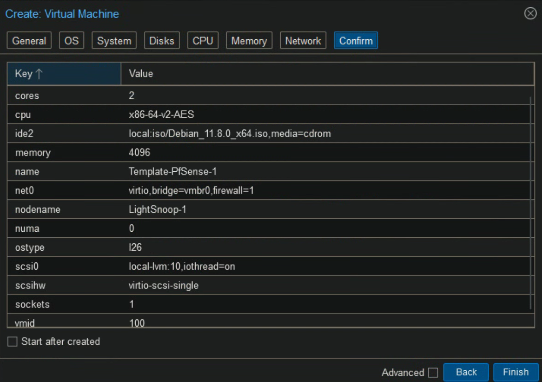 Create: Virtual Machine
General OS System Disks CPU Memory Network Confirm
Key ↑ Value
cores 2
cpu x86-64-v2-AES
ide2 local:iso/Debian_11.8.0_x64.iso,media=cdrom
memory 4096
name Template-PfSense-1
net0 virtio,bridge=vmbr0,firewall=1
nodename LightSnoop-1
numa 0
ostype l26
scsi0 local-lvm:10,iothread=on
scsihw virtio-scsi-single
sockets 1
vmid 100
Start after created
Advanced Back Finish